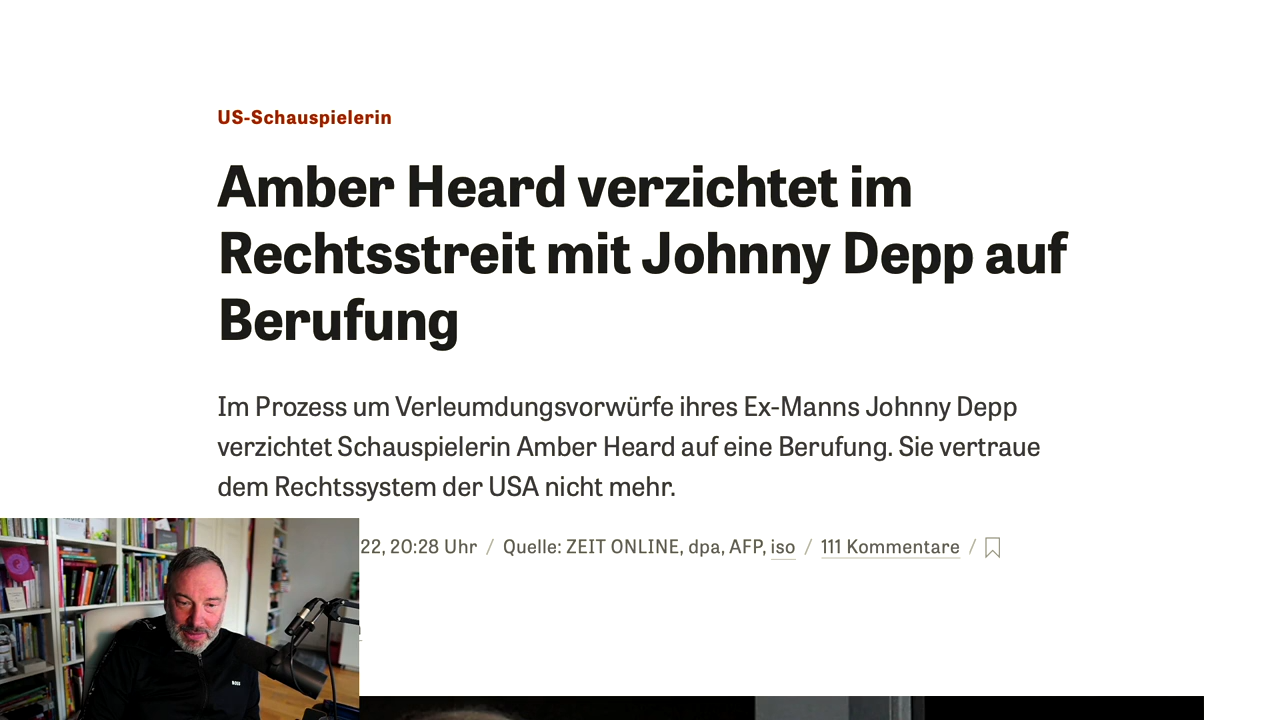 US-Schauspielerin
Amber Heard verzichtet im
Rechtsstreit mit Johnny Depp auf
Berufung
Im Prozess um Verleumdungsvorwürfe ihres Ex-Manns Johnny Depp
verzichtet Schauspielerin Amber Heard auf eine Berufung. Sie vertraue
dem Rechtssystem der USA nicht mehr.
22, 20:28 Uhr / Quelle: ZEIT ONLINE, dpa, AFP, iso / 111 Kommentare /
BOSS